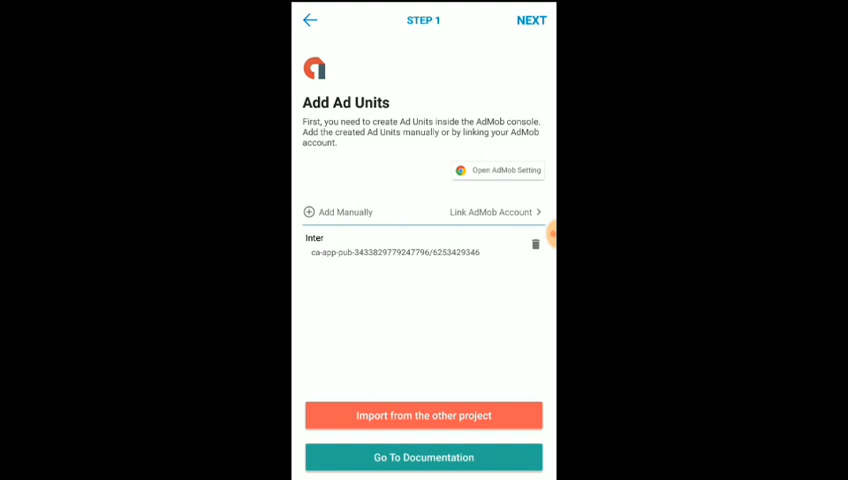 STEP 1
NEXT
Add Ad Units
First, you need to create Ad Units inside the AdMob console.
Add the created Ad Units manually or by linking your AdMob
account.
Open AdMob Setting
Add Manually
Link AdMob Account
Inter
ca-app-pub-3433829779247796/6253429346
Import from the other project
Go To Documentation